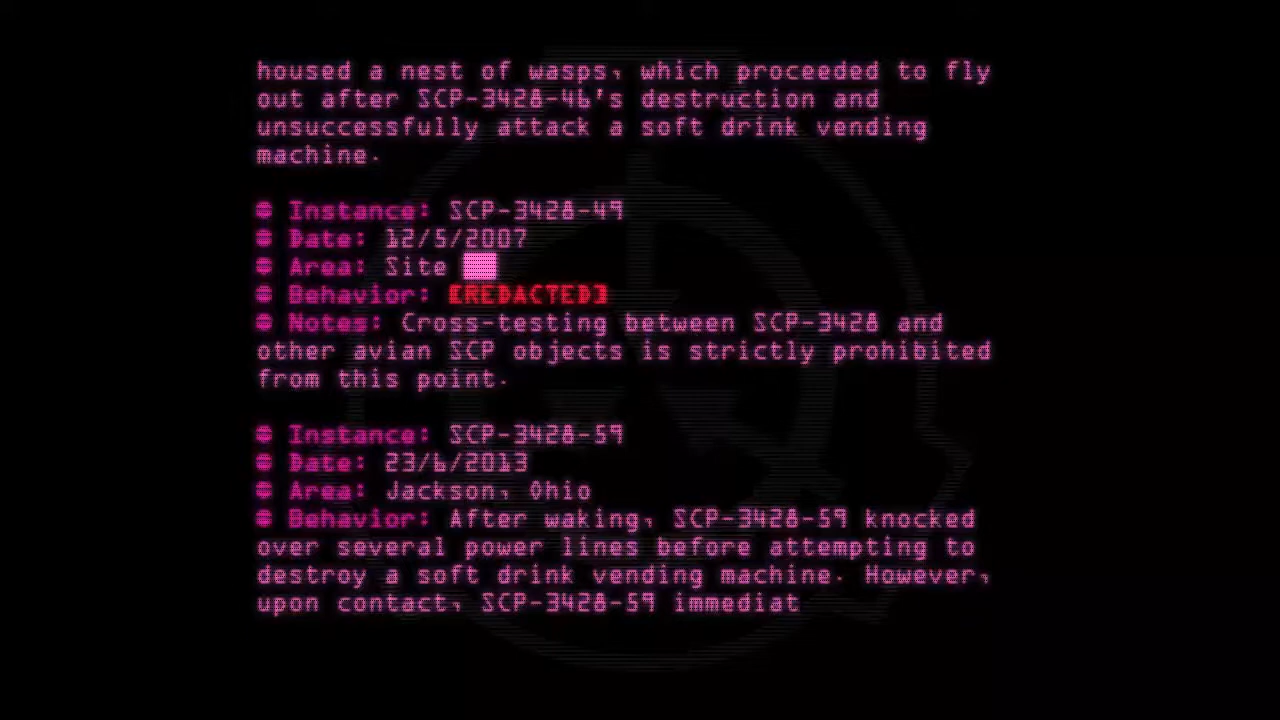 housed a nest of wasps, which proceeded to fly
out after SCP-3428-46's destruction and
unsuccessfully attack a soft drink vending
machine.
Instance: SCP-3428-49
Date: 12/5/2007
Area: Site ██
Behavior: [REDACTED]
Notes: Cross-testing between SCP-3428 and
other avian SCP objects is strictly prohibited
from this point.
Instance: SCP-3428-59
Date: 23/6/2013
Area: Jackson, Ohio
Behavior: After waking, SCP-3428-59 knocked
over several power lines before attempting to
destroy a soft drink vending machine. However,
upon contact, SCP-3428-59 immediat